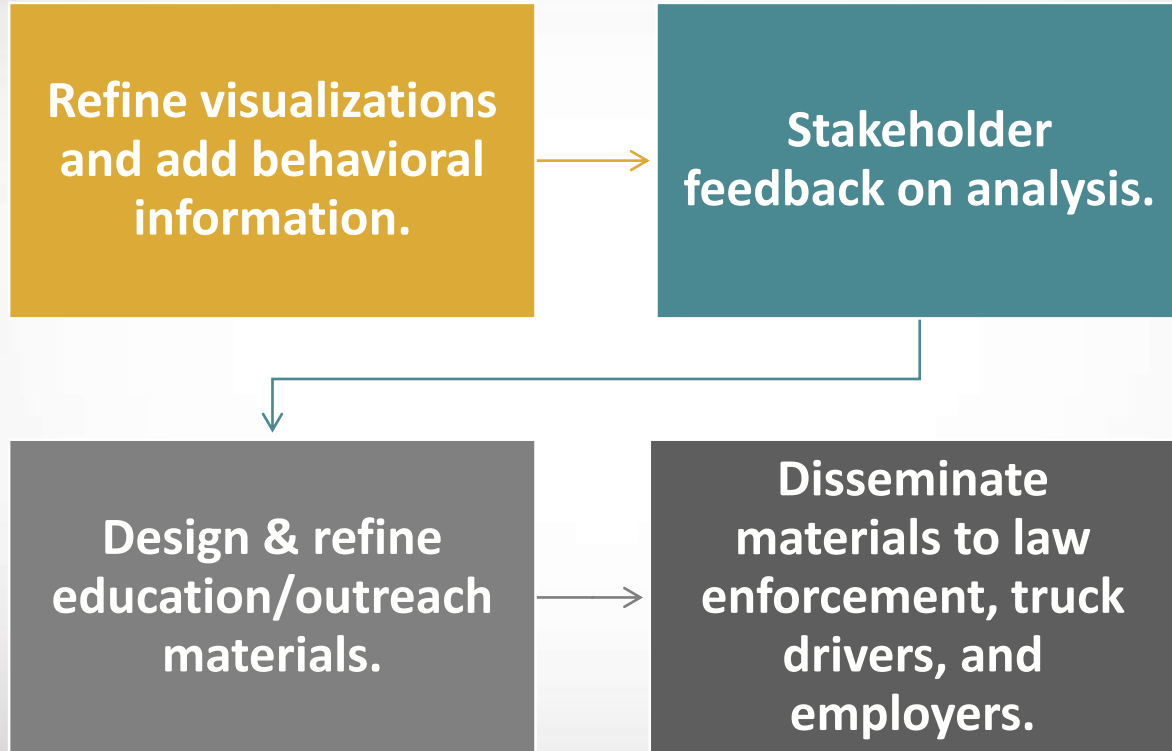 Refine visualizations
and add behavioral
information.
Stakeholder
feedback on analysis.
Design & refine
education/outreach
materials.
Disseminate
materials to law
enforcement, truck
drivers, and
employers.